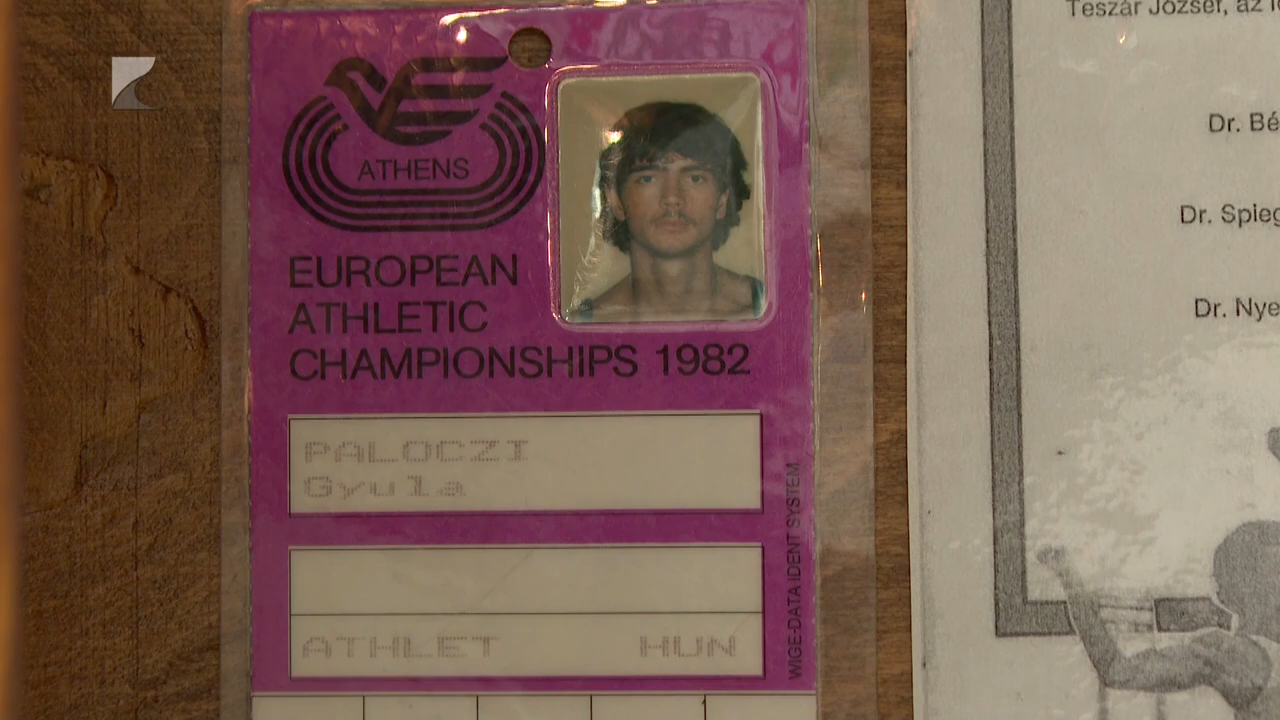 ATHENS
EUROPEAN
ATHLETIC
CHAMPIONSHIPS 1982
PALOCZI
Gyula
ATHLET HUN
WIGE-DATA IDENT SYSTEM
Teszár József, az
Dr. Bé
Dr. Spieg
Dr. Nye